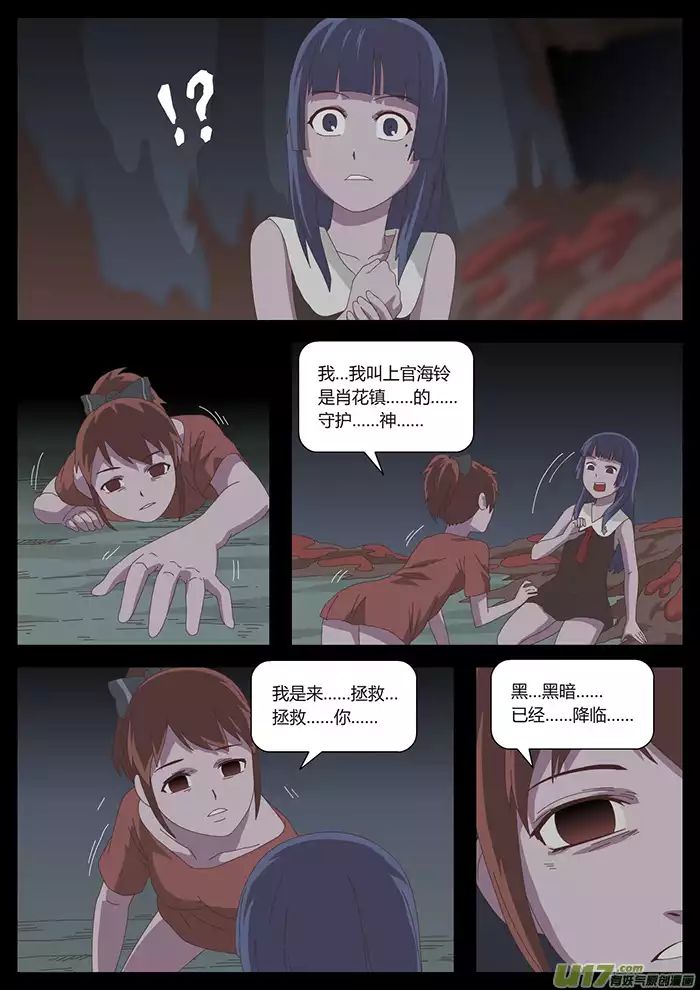 !?
我…我叫上官海铃
是肖花镇……的……
守护……神……
我是来……拯救…
拯救……你……
黑…黑暗……
已经……降临……
U17.com
有妖气原创漫画